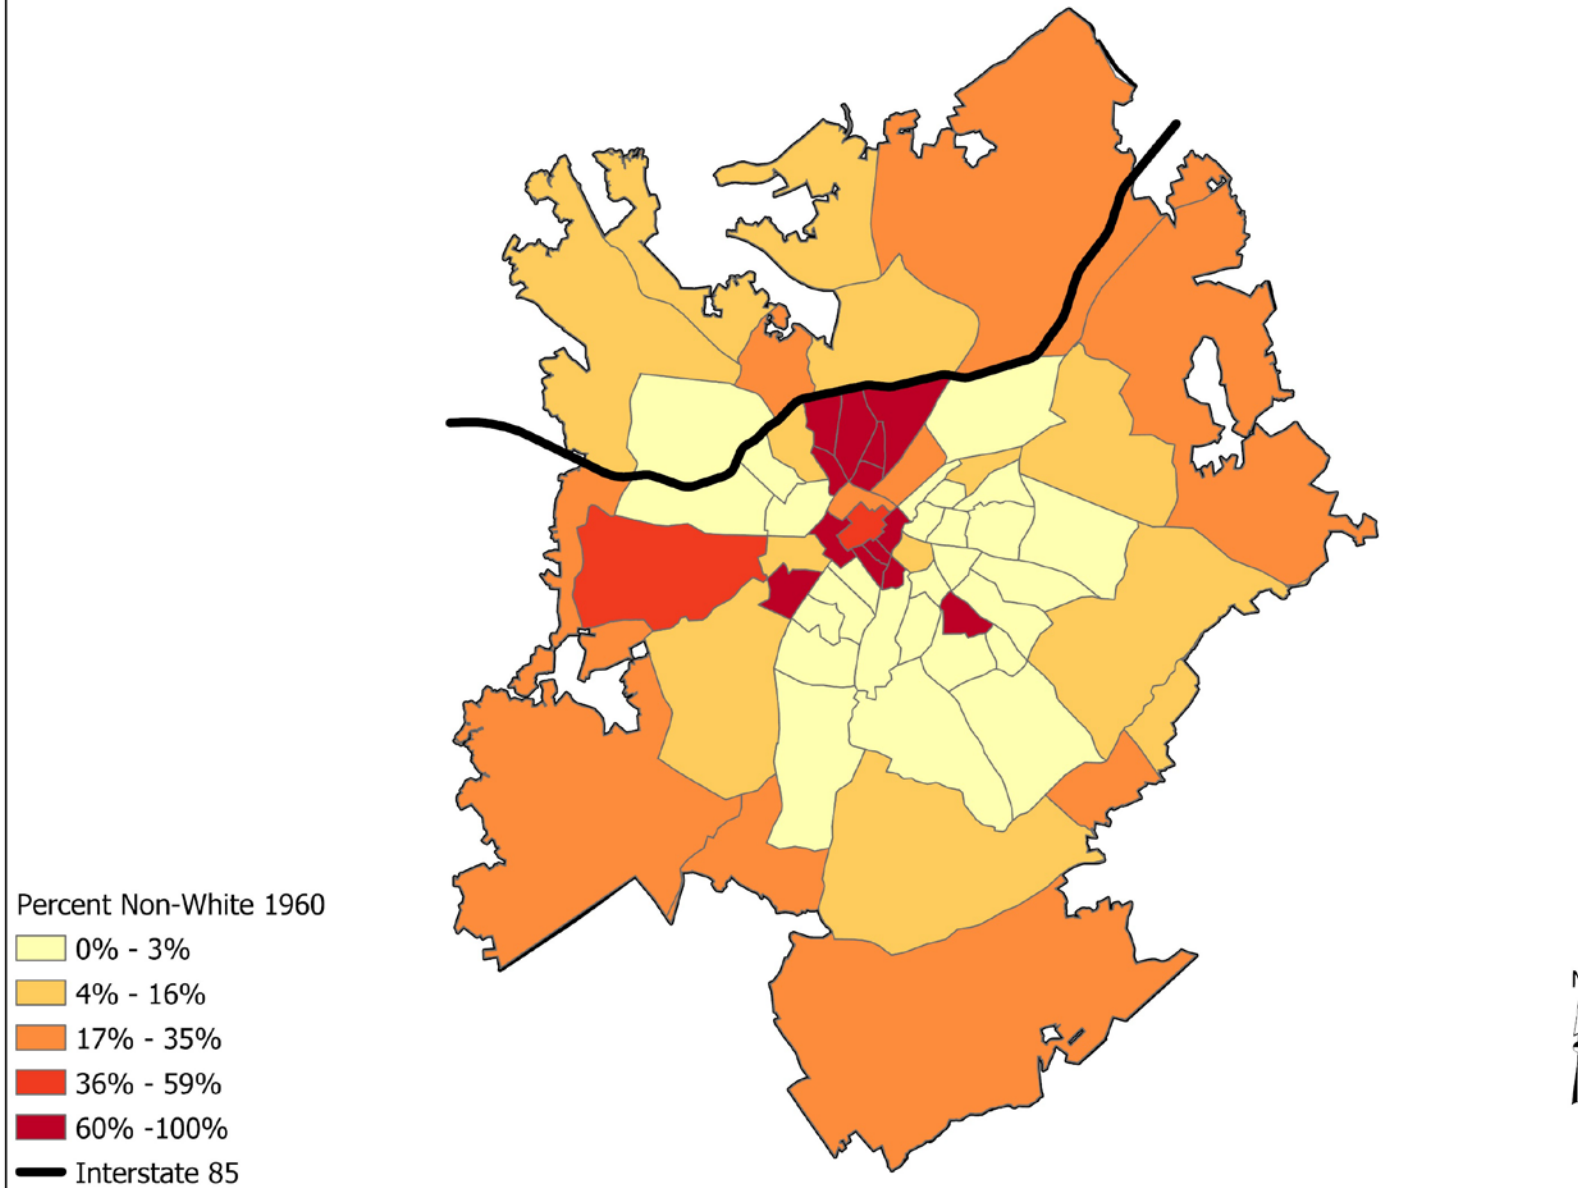 Percent Non-White 1960
0% - 3%
4% - 16%
17% - 35%
36% - 59%
60% -100%
Interstate 85